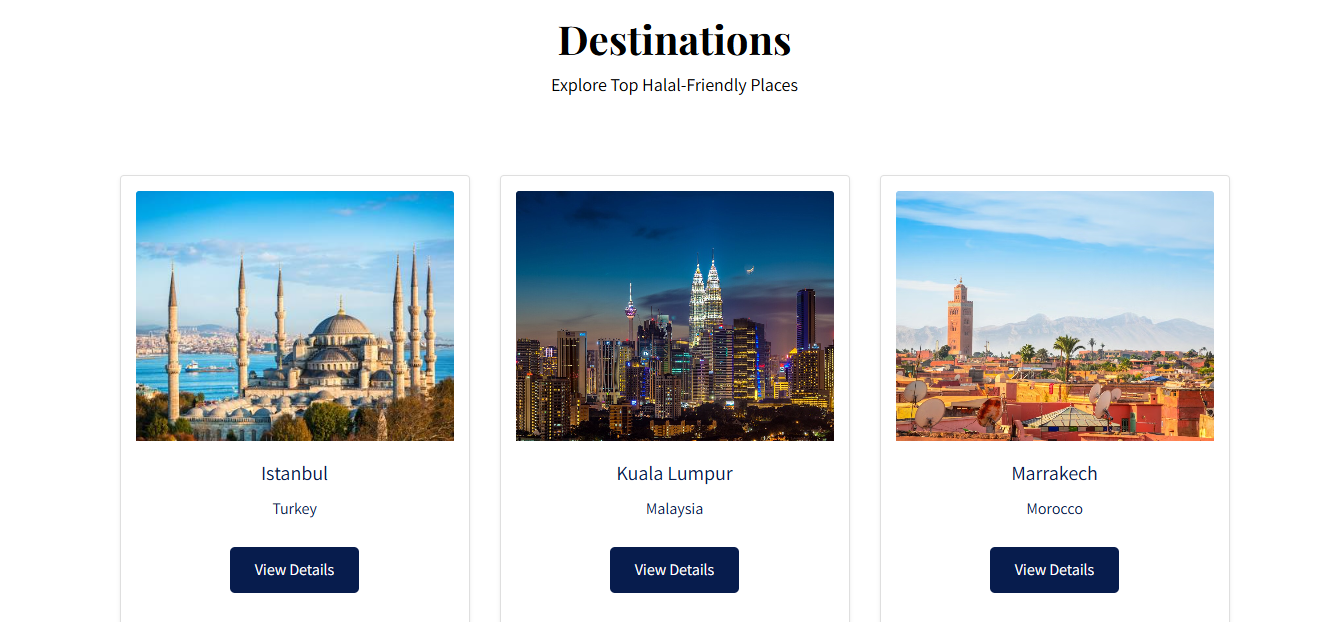 Destinations
Explore Top Halal-Friendly Places
Istanbul
Turkey
View Details
Kuala Lumpur
Malaysia
View Details
Marrakech
Morocco
View Details